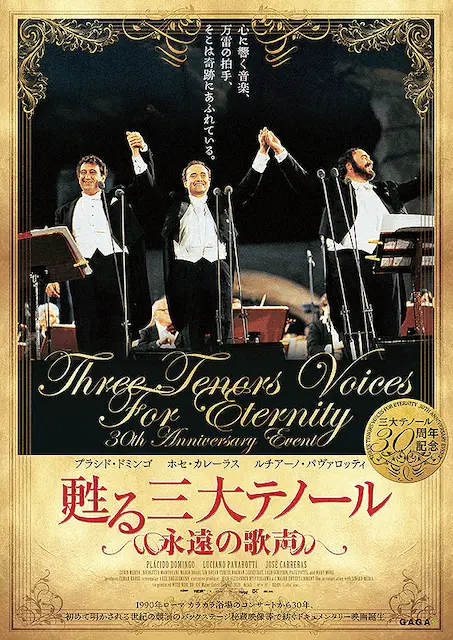 心に響く音楽、
万雷の拍手、
そこは奇跡にあふれている。
Three Tenors Voices
For Eternity
30th Anniversary Event
三大テノール
30周年
記念
プラシド・ドミンゴ ホセ・カレーラス ルチアーノ・パヴァロッティ
甦る三大テノール
永遠の歌声
PLÁCIDO DOMINGO LUCIANO PAVAROTTI JOSÉ CARRERAS
1990年ローマ カラカラ浴場のコンサートから30年、
初めて明かされる世紀の競演のバックステージ秘蔵映像等で紡ぐドキュメンタリー映画誕生
GAGA